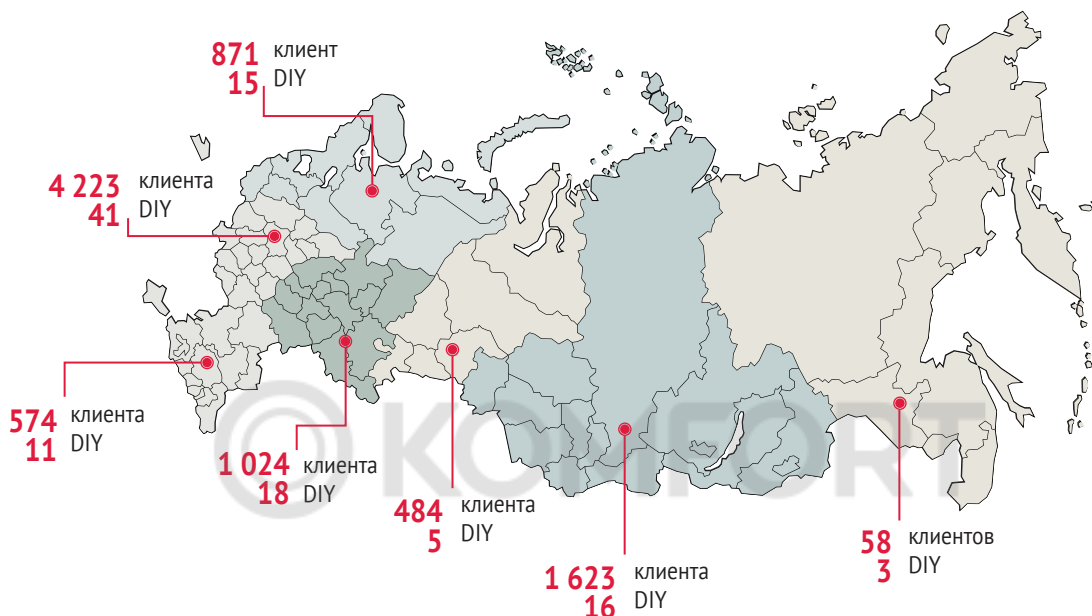 871 клиент
15 DIY
4 223 клиента
41 DIY
574 клиента
11 DIY
1 024 клиента
18 DIY
484 клиента
5 DIY
1 623 клиента
16 DIY
58 клиентов
3 DIY
© KOMFORT